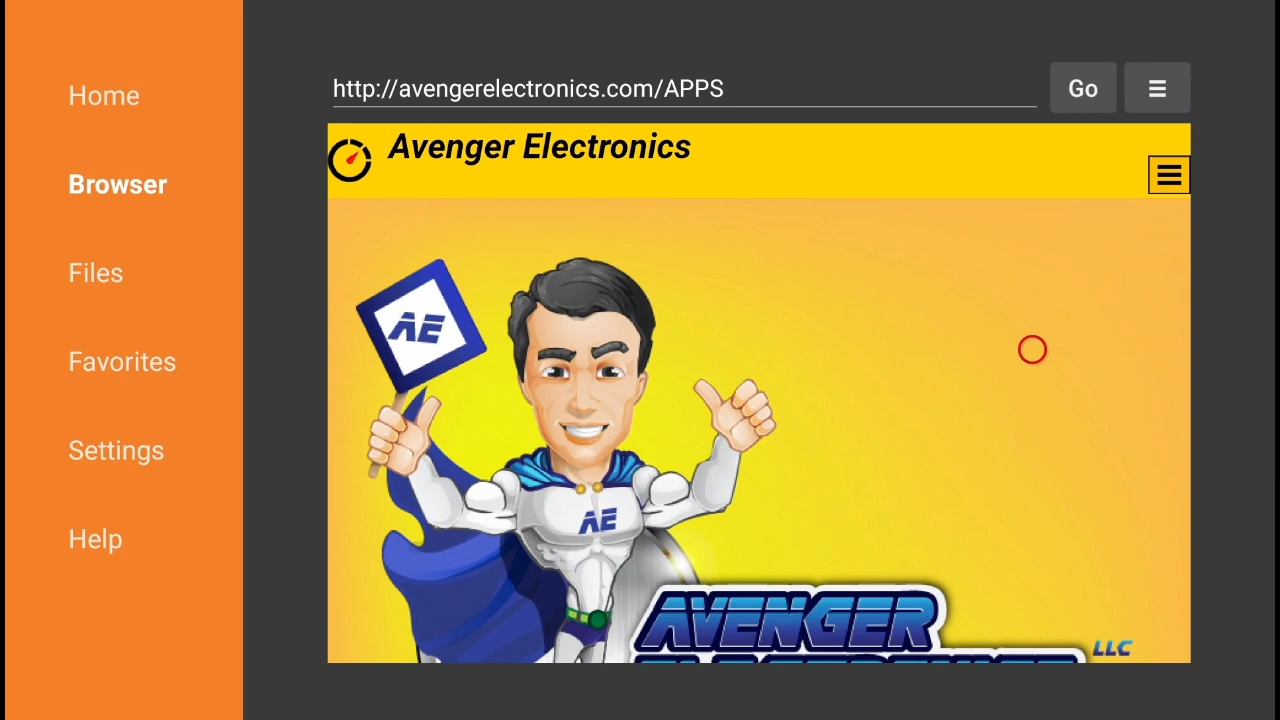 Home
Browser
Files
Favorites
Settings
Help
http://avengerelectronics.com/APPS
Go
Avenger Electronics
AE
AE
AVENGER
LLC